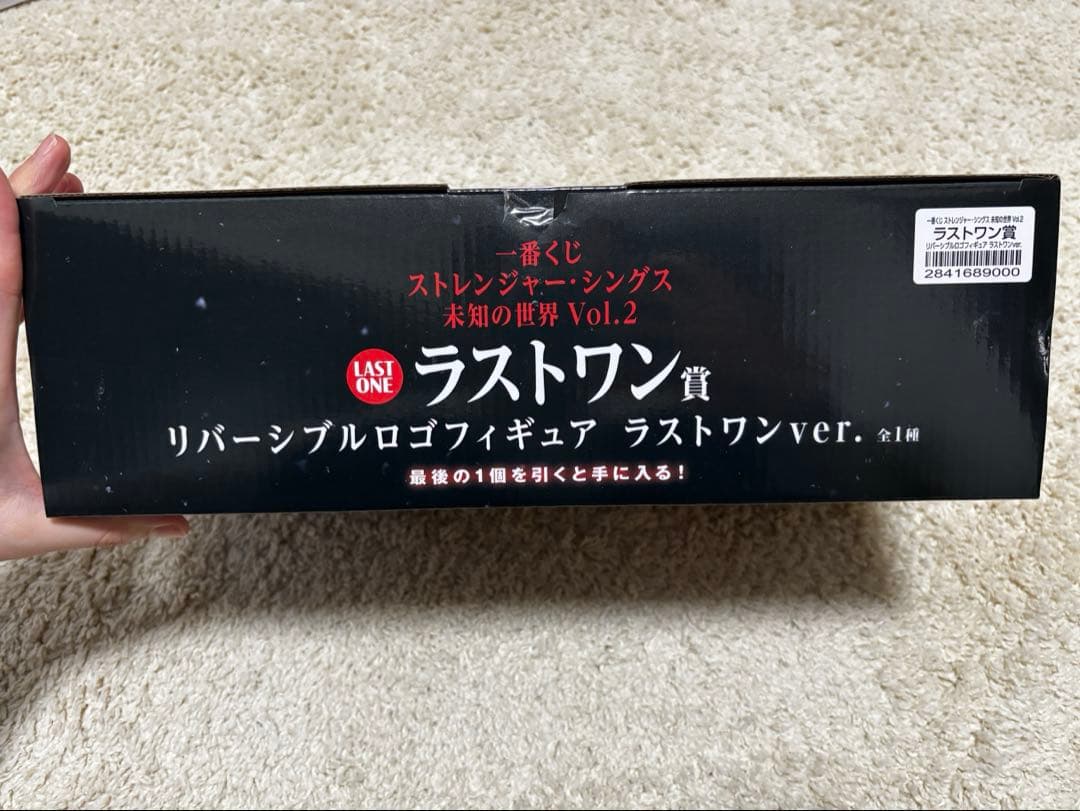 一番くじ
ストレンジャー・シングス
未知の世界 Vol.2
LAST
ONE
ラストワン賞
リバーシブルロゴフィギュア ラストワンver. 全1種
最後の1個を引くと手に入る!
一番くじ ストレンジャー・シングス 未知の世界 Vol.2
ラストワン賞
リバーシブルロゴフィギュア ラストワンver.
2841689000